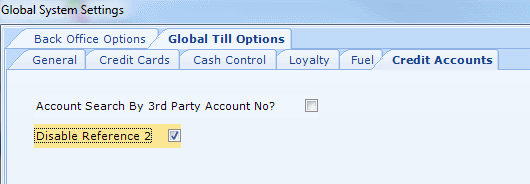 Global System Settings
Back Office Options Global Till Options
General Credit Cards Cash Control Loyalty Fuel Credit Accounts
Account Search By 3rd Party Account No?
Disable Reference 2